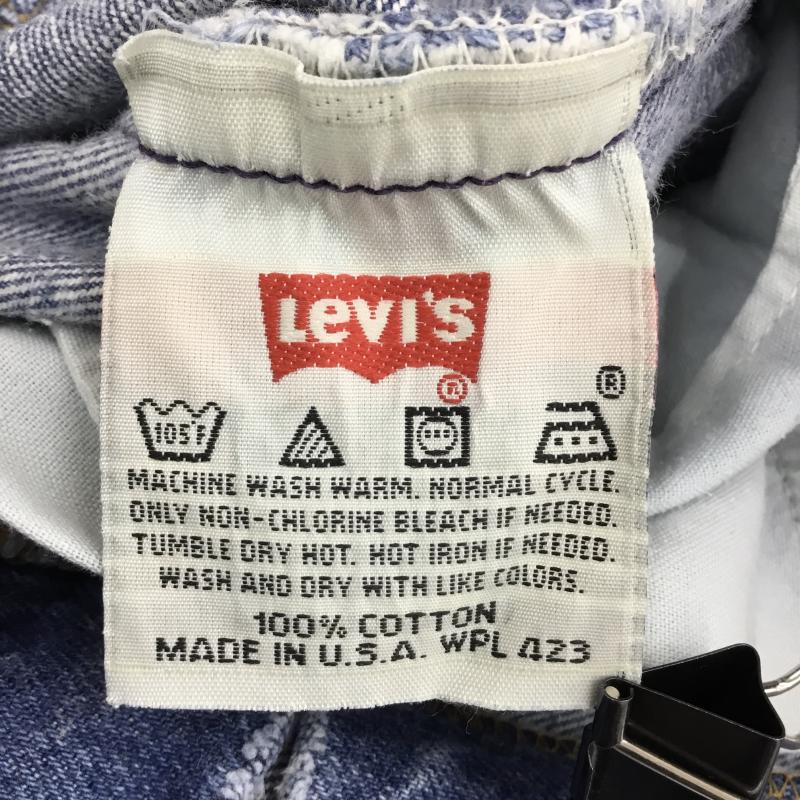 Levi's
®
®
105°F
MACHINE WASH WARM. NORMAL CYCLE.
ONLY NON-CHLORINE BLEACH IF NEEDED.
TUMBLE DRY HOT. HOT IRON IF NEEDED.
WASH AND DRY WITH LIKE COLORS.
100% COTTON
MADE IN U.S.A. WPL 423